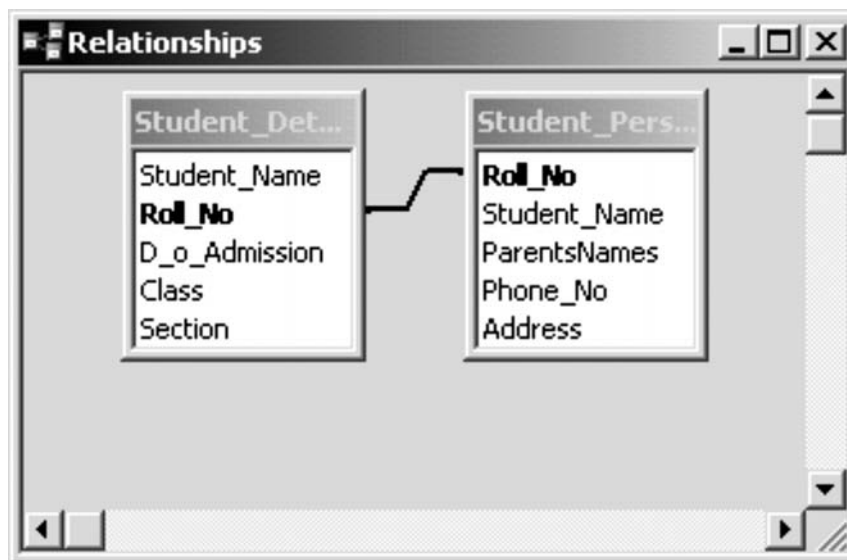 Relationships
Student_Det...
Student_Name
Roll_No
D_o_Admission
Class
Section
Student_Pers...
Roll_No
Student_Name
ParentsNames
Phone_No
Address